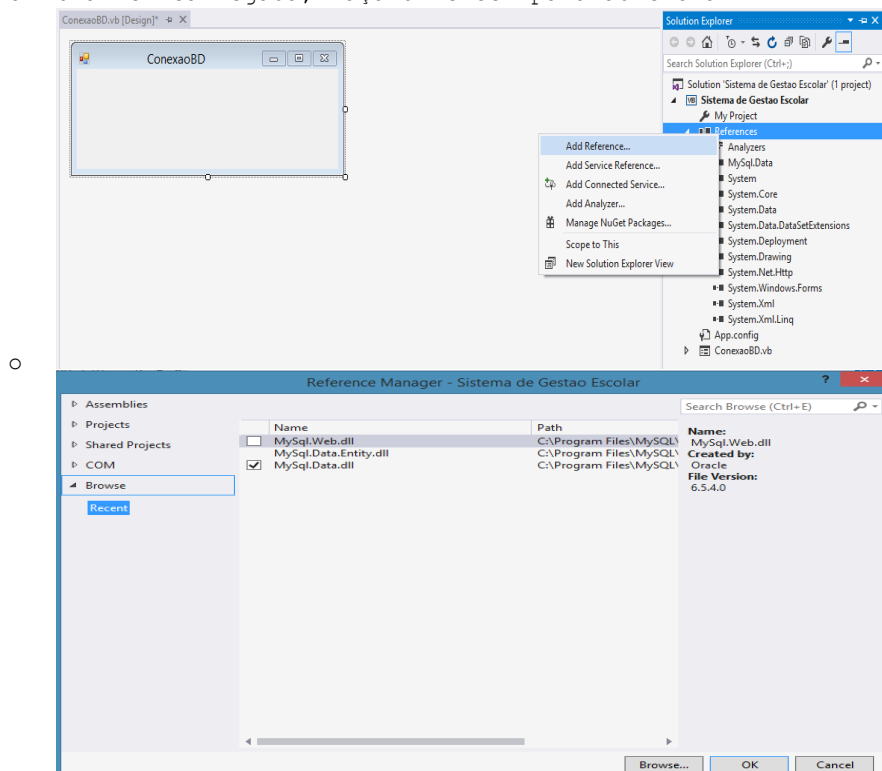 ConexaoBD.vb [Design]*
ConexaoBD
Solution Explorer
Search Solution Explorer (Ctrl+;)
Solution 'Sistema de Gestao Escolar' (1 project)
VB Sistema de Gestao Escolar
My Project
References
Analyzers
MySql.Data
System
System.Core
System.Data
System.Data.DataSetExtensions
System.Deployment
System.Drawing
System.Net.Http
System.Windows.Forms
System.Xml
System.Xml.Linq
App.config
ConexaoBD.vb
Add Reference...
Add Service Reference...
Add Connected Service...
Add Analyzer...
Manage NuGet Packages...
Scope to This
New Solution Explorer View
Reference Manager - Sistema de Gestao Escolar
Assemblies
Projects
Shared Projects
COM
Browse
Recent
Search Browse (Ctrl+E)
Name Path
MySql.Web.dll C:\Program Files\MySQL\
MySql.Data.Entity.dll C:\Program Files\MySQL\
MySql.Data.dll C:\Program Files\MySQL\
Name:
MySql.Web.dll
Created by:
Oracle
File Version:
6.5.4.0
Browse... OK Cancel